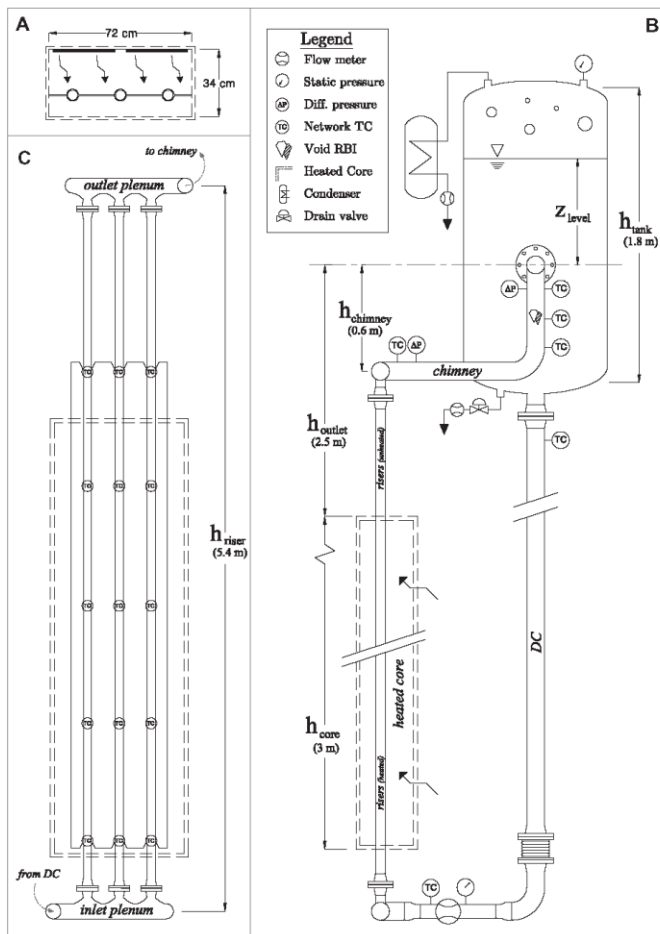 A
72 cm
34 cm
C
to chimney
outlet plenum
TC TC TC
TC TC TC
TC TC TC
TC TC TC
TC TC TC
h riser
(5.4 m)
from DC
inlet plenum
B
Legend
Flow meter
Static pressure
ΔP Diff. pressure
TC Network TC
Void RBI
Heated Core
Condenser
Drain valve
z level
h tank
(1.8 m)
h chimney
(0.6 m)
ΔP TC
TC
TC
TC ΔP
chimney
h outlet
(2.5 m)
risers (unheated)
TC
DC
heated core
h core
(3 m)
risers (heated)
TC